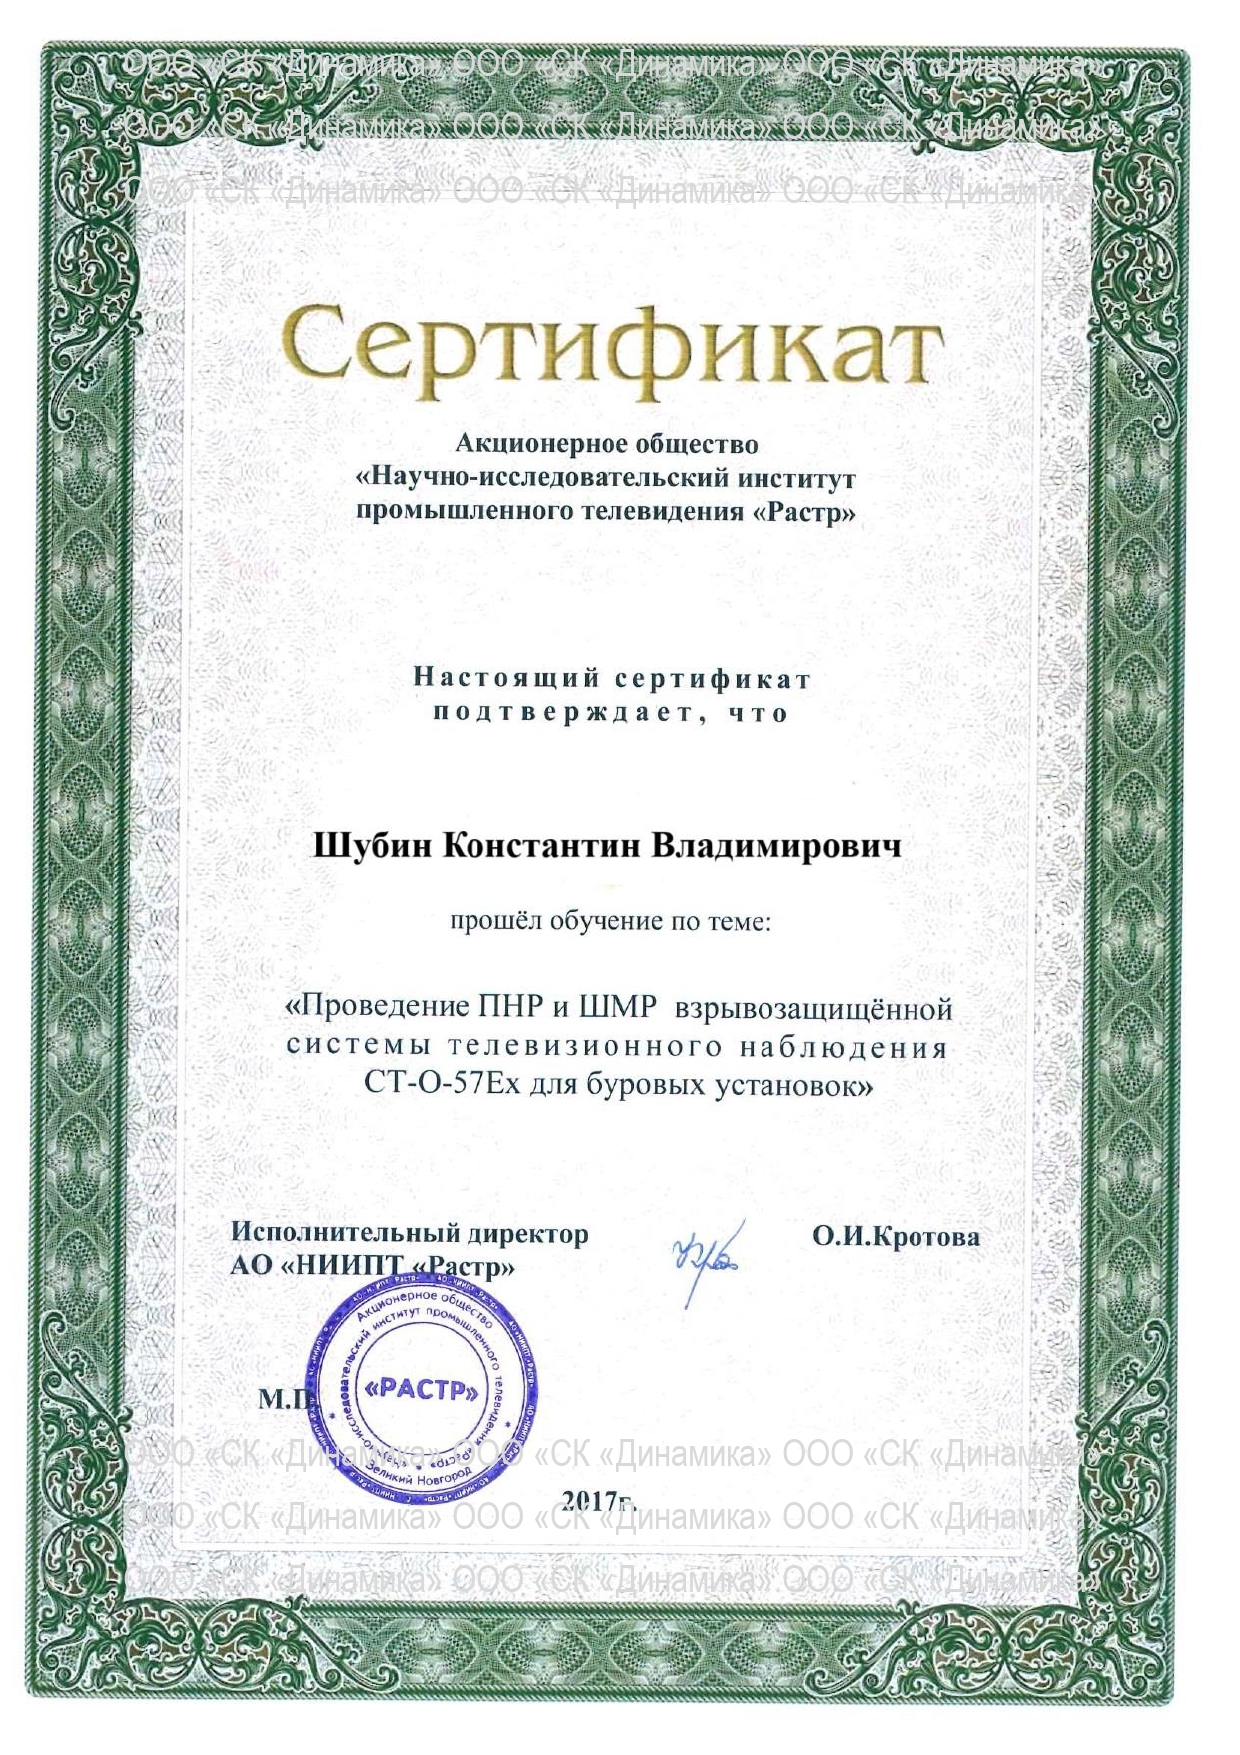 ООО «СК «Динамика» ООО «СК «Динамика» ООО «СК «Динамика»
ООО «СК «Динамика» ООО «СК «Динамика» ООО «СК «Динамика»
ООО «СК «Динамика» ООО «СК «Динамика» ООО «СК «Динамика»
Сертификат
Акционерное общество
«Научно-исследовательский институт
промышленного телевидения «Растр»
Настоящий сертификат
подтверждает, что
Шубин Константин Владимирович
прошёл обучение по теме:
«Проведение ПНР и ШМР взрывозащищённой
системы телевизионного наблюдения
СТ-О-57Ех для буровых установок»
Исполнительный директор
О.И.Кротова
АО «НИИПТ «Растр»
Акционерное общество
«Научно-исследовательский институт промышленного телевидения «Растр»
«РАСТР»
Великий Новгород
М.П.
ООО «СК «Динамика» ООО «СК «Динамика» ООО «СК «Динамика»
2017г.
ООО «СК «Динамика» ООО «СК «Динамика» ООО «СК «Динамика»
ООО «СК «Динамика» ООО «СК «Динамика» ООО «СК «Динамика»